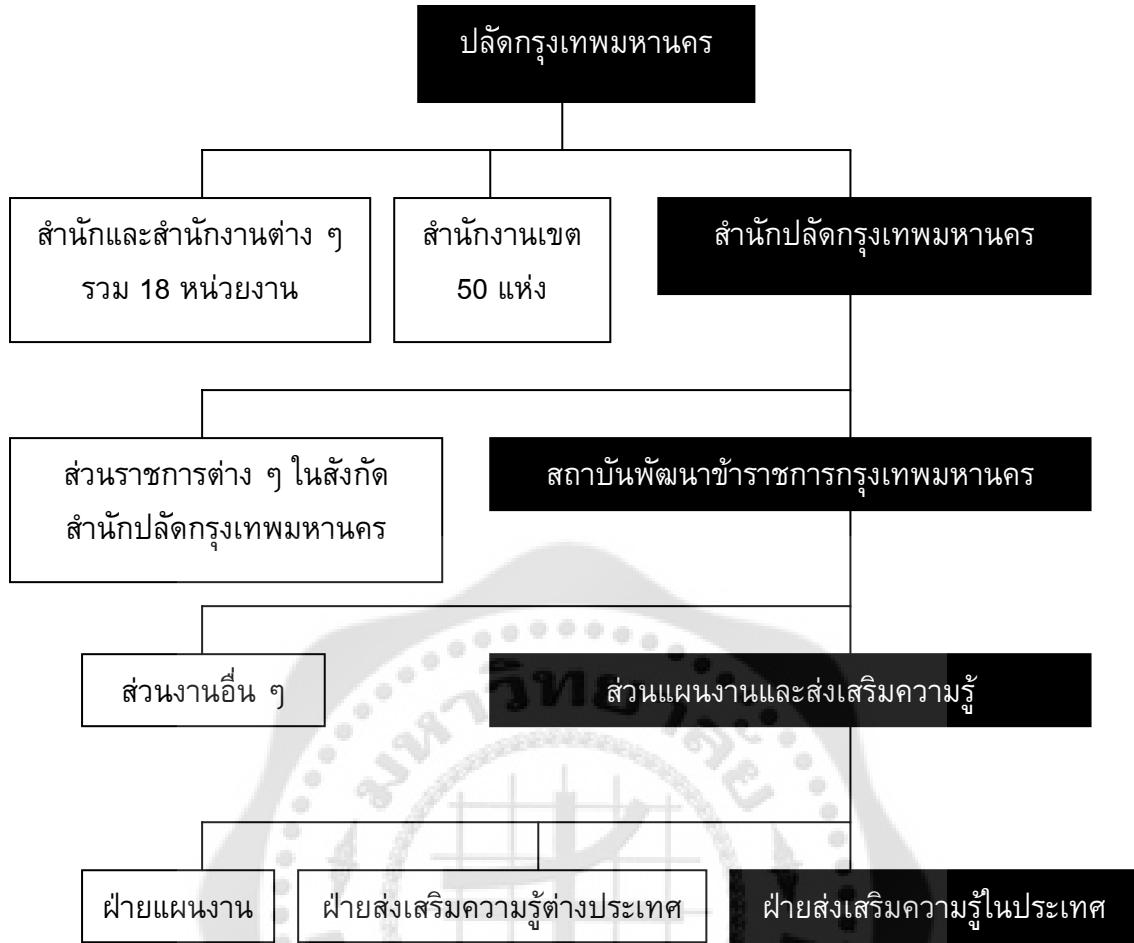 ปลัดกรุงเทพมหานคร
สำนักและสำนักงานต่าง ๆ
รวม 18 หน่วยงาน
สำนักงานเขต
50 แห่ง
สำนักปลัดกรุงเทพมหานคร
ส่วนราชการต่าง ๆ ในสังกัด
สำนักปลัดกรุงเทพมหานคร
สถาบันพัฒนาข้าราชการกรุงเทพมหานคร
มหาวิทยาลัย
ส่วนงานอื่น ๆ
ส่วนแผนงานและส่งเสริมความรู้
ฝ่ายแผนงาน
ฝ่ายส่งเสริมความรู้ต่างประเทศ
ฝ่ายส่งเสริมความรู้ในประเทศ